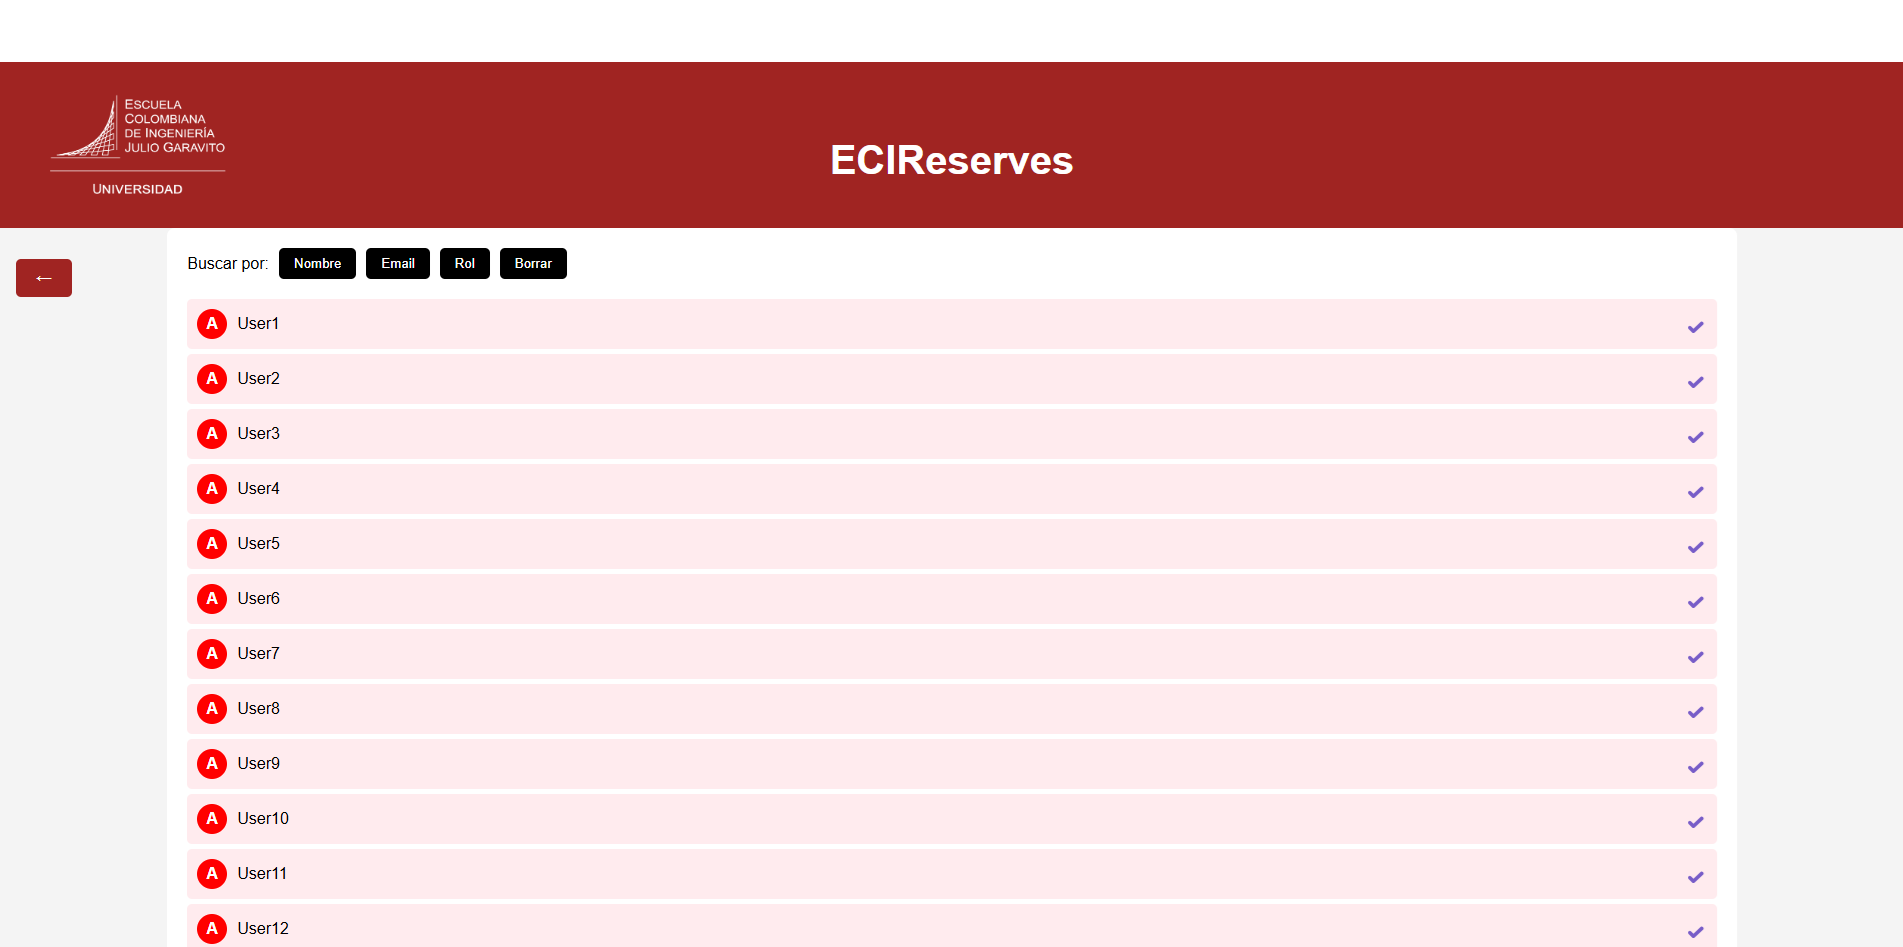 ESCUELA
COLOMBIANA
DE INGENIERÍA
JULIO GARAVITO
UNIVERSIDAD
ECIReserves
←
Buscar por: Nombre Email Rol Borrar
A User1
A User2
A User3
A User4
A User5
A User6
A User7
A User8
A User9
A User10
A User11
A User12